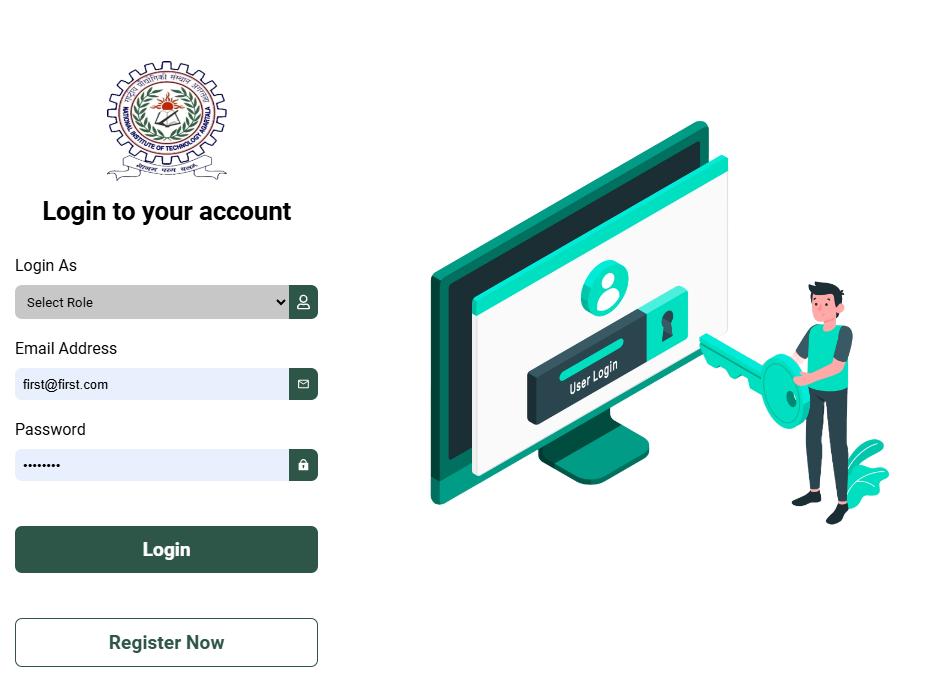 राष्ट्रीय प्रौद्योगिकी संस्थान अगरतला
NATIONAL INSTITUTE OF TECHNOLOGY AGARTALA
Login to your account
Login As
Select Role
Email Address
first@first.com
Password
••••••••
Login
Register Now
User Login